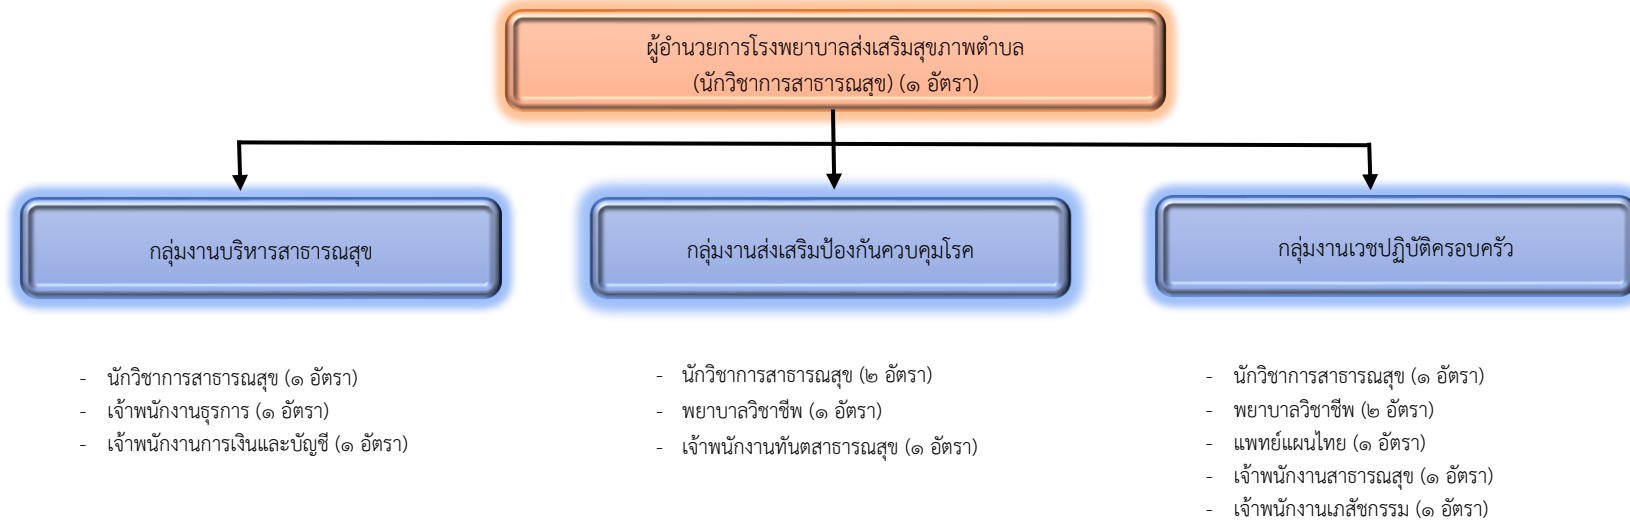 ผู้อำนวยการโรงพยาบาลส่งเสริมสุขภาพตำบล
(นักวิชาการสาธารณสุข) (๑ อัตรา)
กลุ่มงานบริหารสาธารณสุข
กลุ่มงานส่งเสริมป้องกันควบคุมโรค
กลุ่มงานเวชปฏิบัติครอบครัว
- นักวิชาการสาธารณสุข (๑ อัตรา)
- เจ้าพนักงานธุรการ (๑ อัตรา)
- เจ้าพนักงานการเงินและบัญชี (๑ อัตรา)
- นักวิชาการสาธารณสุข (๒ อัตรา)
- พยาบาลวิชาชีพ (๑ อัตรา)
- เจ้าพนักงานทันตสาธารณสุข (๑ อัตรา)
- นักวิชาการสาธารณสุข (๑ อัตรา)
- พยาบาลวิชาชีพ (๒ อัตรา)
- แพทย์แผนไทย (๑ อัตรา)
- เจ้าพนักงานสาธารณสุข (๑ อัตรา)
- เจ้าพนักงานเภสัชกรรม (๑ อัตรา)